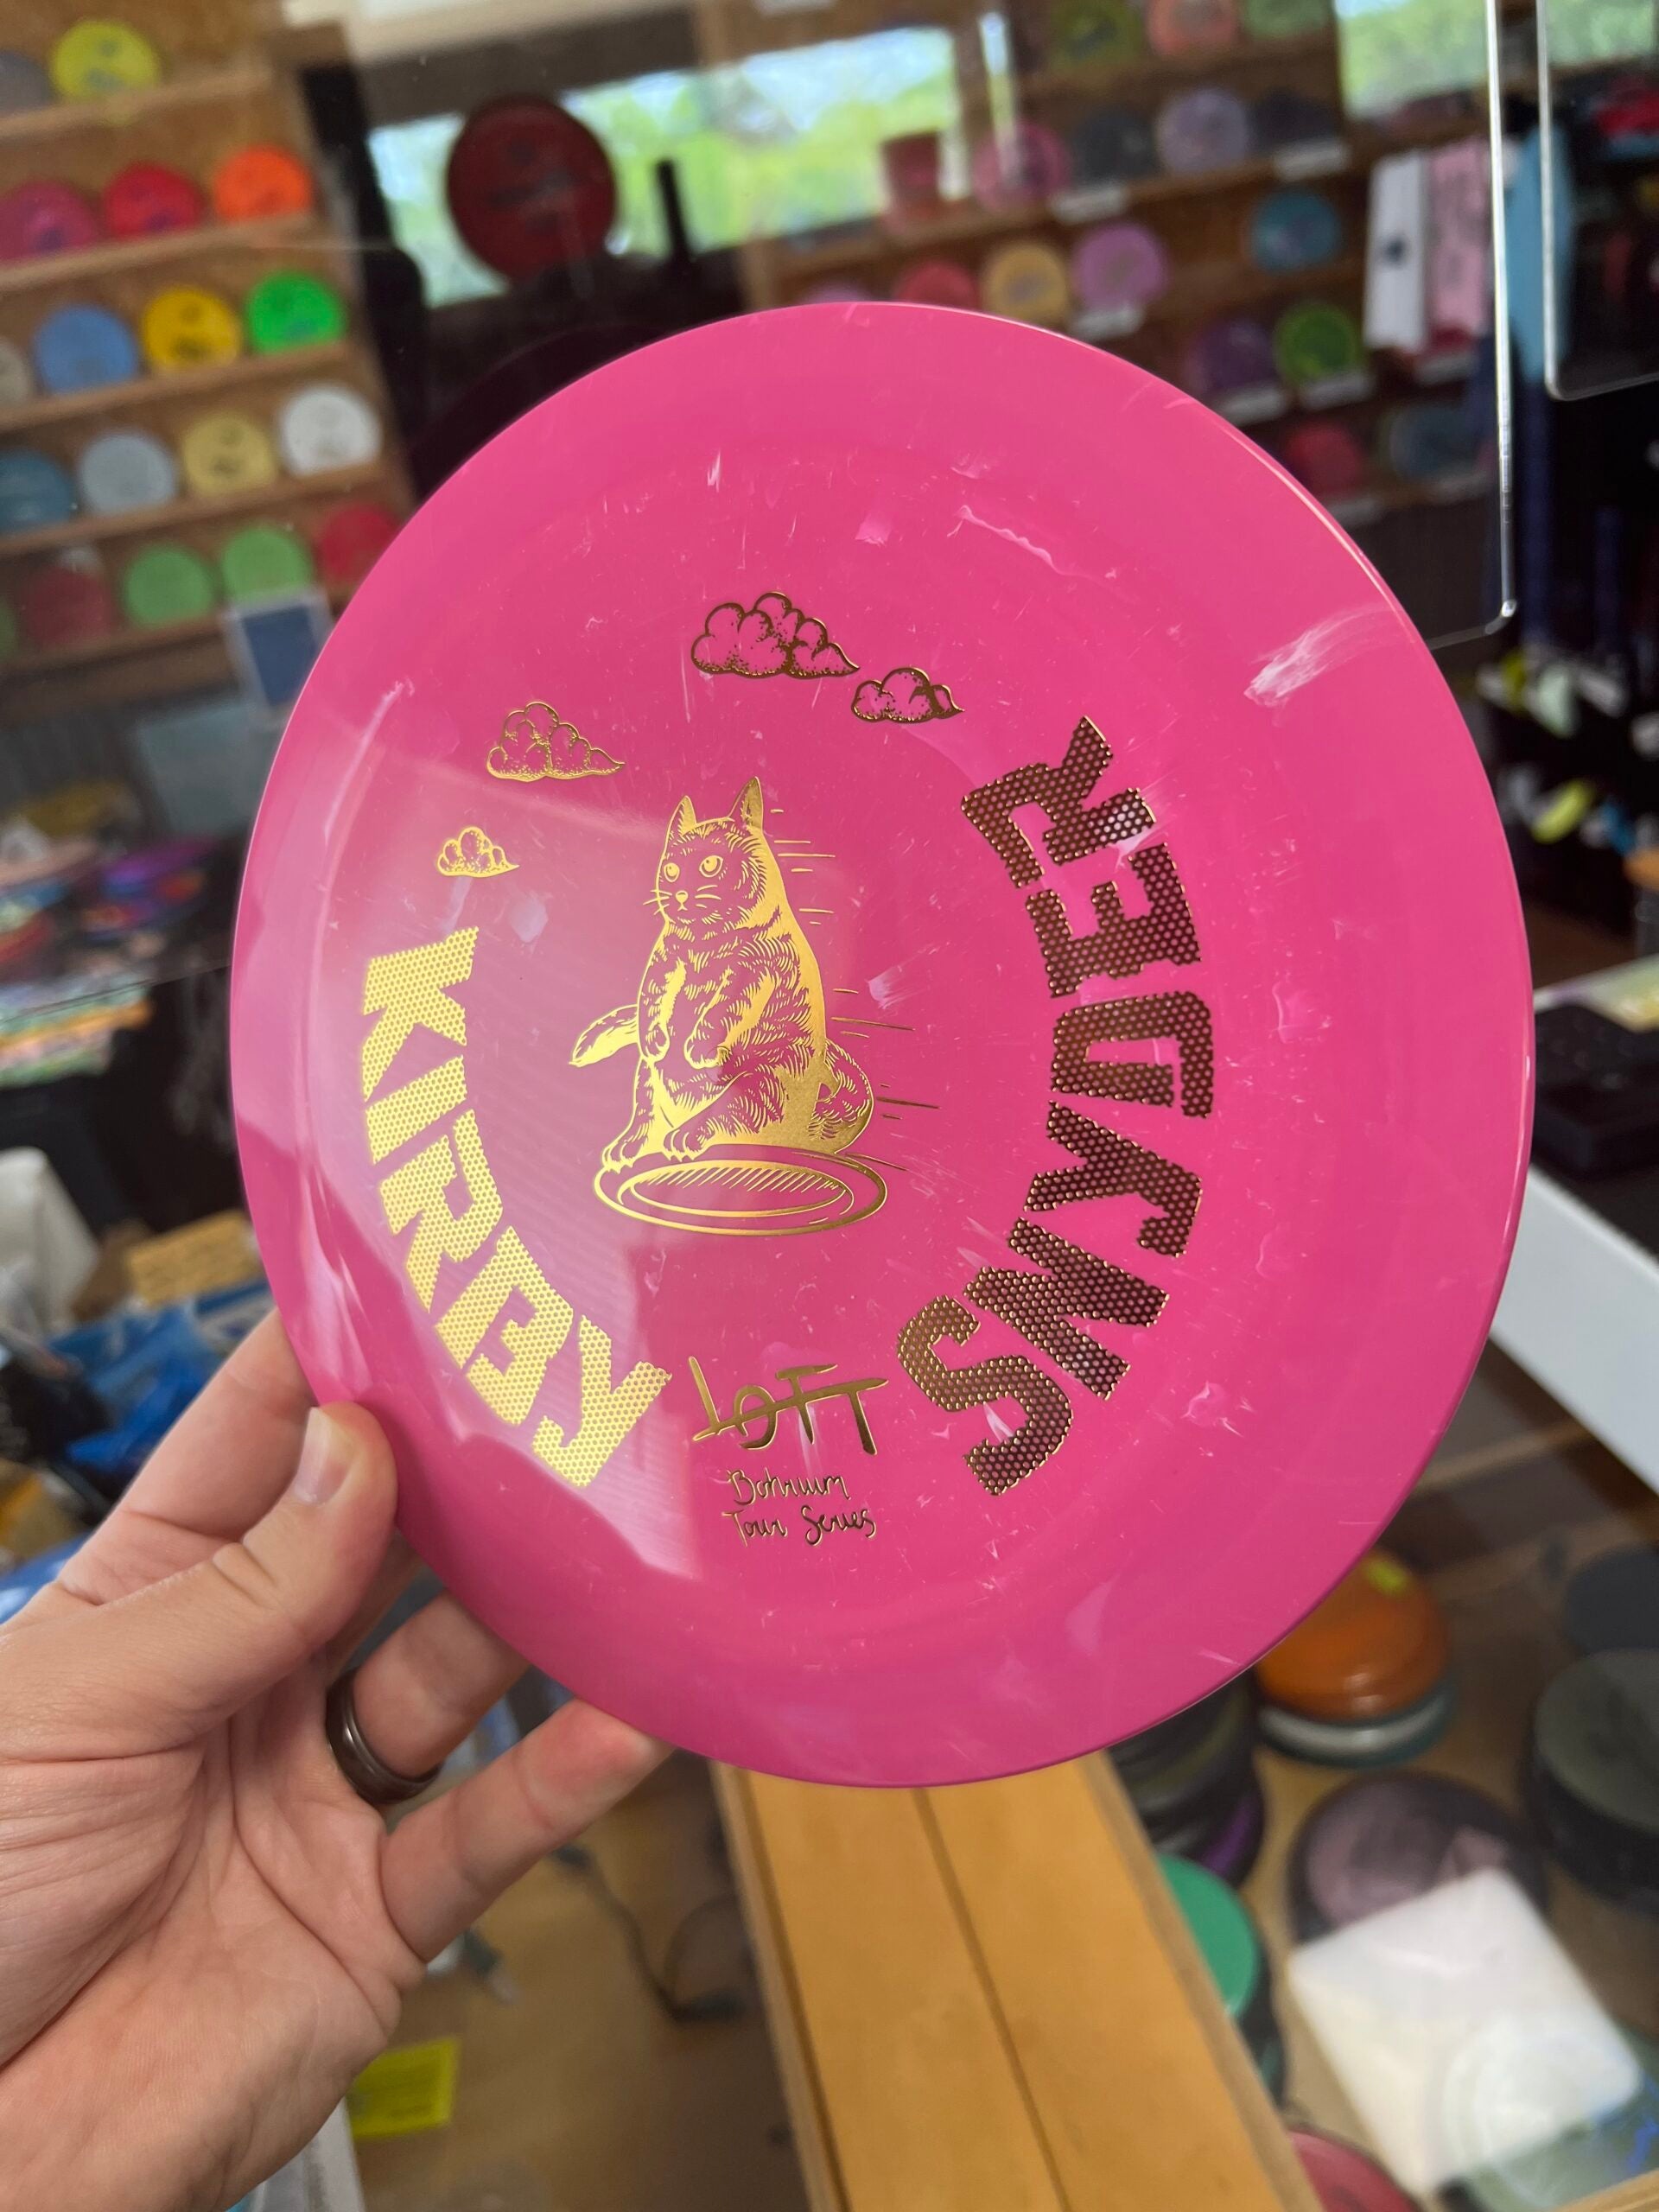 KIRBY
SNYDER
LOFT
Bohrium
Tour Series